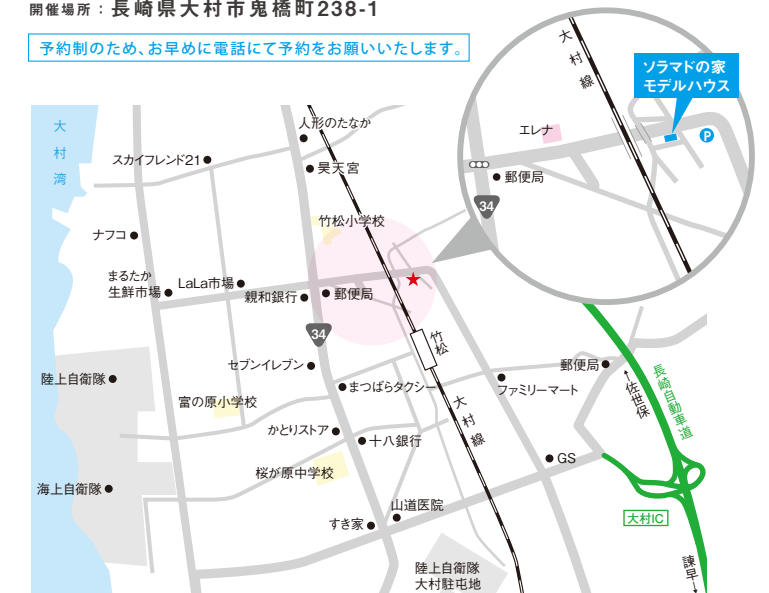 開催場所：長崎県大村市鬼橋町238-1
予約制のため、お早めに電話にて予約をお願いいたします。
大村線
ソラマドの家
モデルハウス
エレナ
P
郵便局
34
大村湾
人形のたなか
スカイフレンド21
昊天宮
竹松小学校
ナフコ
まるたか
生鮮市場
LaLa市場
親和銀行
郵便局
34
竹松
セブンイレブン
郵便局
陸上自衛隊
まつばらタクシー
ファミリーマート
←佐世保
長崎自動車道
富の原小学校
大村線
かとりストア
十八銀行
GS
桜が原中学校
海上自衛隊
山道医院
すき家
大村IC
陸上自衛隊
大村駐屯地
諫早→